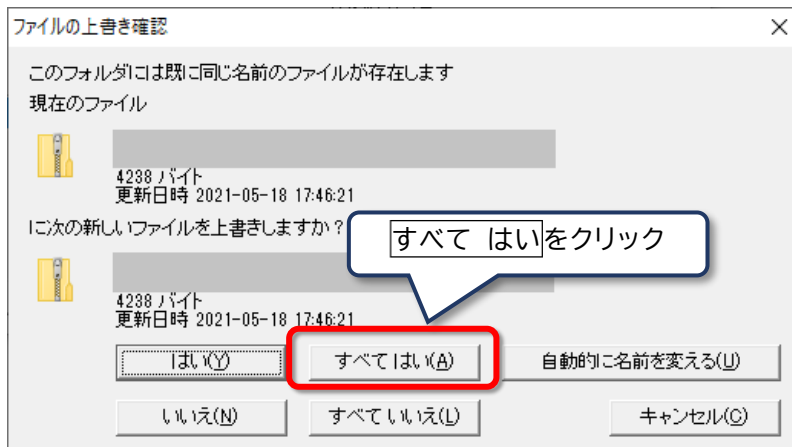 ファイルの上書き確認
このフォルダには既に同じ名前のファイルが存在します
現在のファイル
4238 バイト
更新日時 2021-05-18 17:46:21
に次の新しいファイルを上書きしますか？
すべて はいをクリック
4238 バイト
更新日時 2021-05-18 17:46:21
はい(Y) すべてはい(A) 自動的に名前を変える(U)
いいえ(N) すべていいえ(L) キャンセル(C)